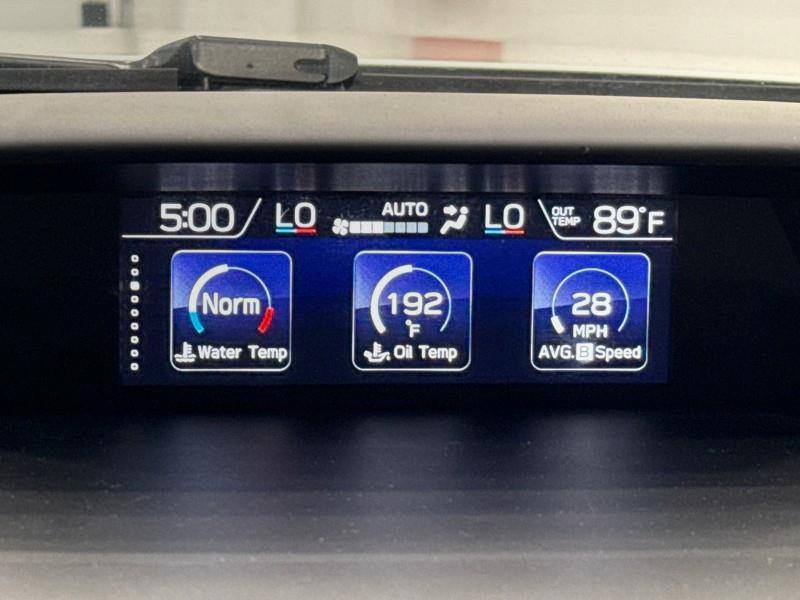 5:00 LO AUTO LO OUT TEMP 89°F
Norm
Water Temp
192
°F
Oil Temp
28
MPH
AVG. B Speed